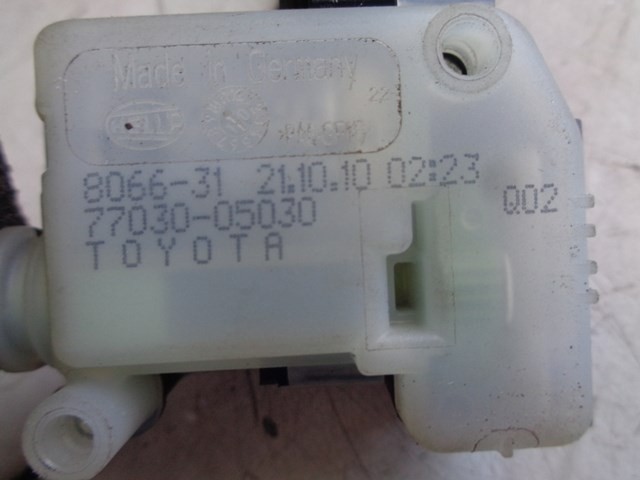 Made in Germany
HELLA
8066-31 21.10.10 02:23
77030-05030
TOYOTA
Q02